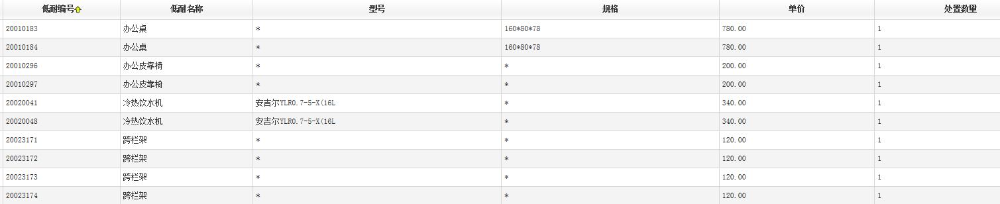 低耐编号 低耐名称 型号 规格 单价 处置数量
20010183 办公桌 * 160*80*78 780.00 1
20010184 办公桌 * 160*80*78 780.00 1
20010296 办公皮靠椅 * * 200.00 1
20010297 办公皮靠椅 * * 200.00 1
20020041 冷热饮水机 安吉尔YLR0.7-5-X(16L * 340.00 1
20020048 冷热饮水机 安吉尔YLR0.7-5-X(16L * 340.00 1
20023171 跨栏架 * * 120.00 1
20023172 跨栏架 * * 120.00 1
20023173 跨栏架 * * 120.00 1
20023174 跨栏架 * * 120.00 1